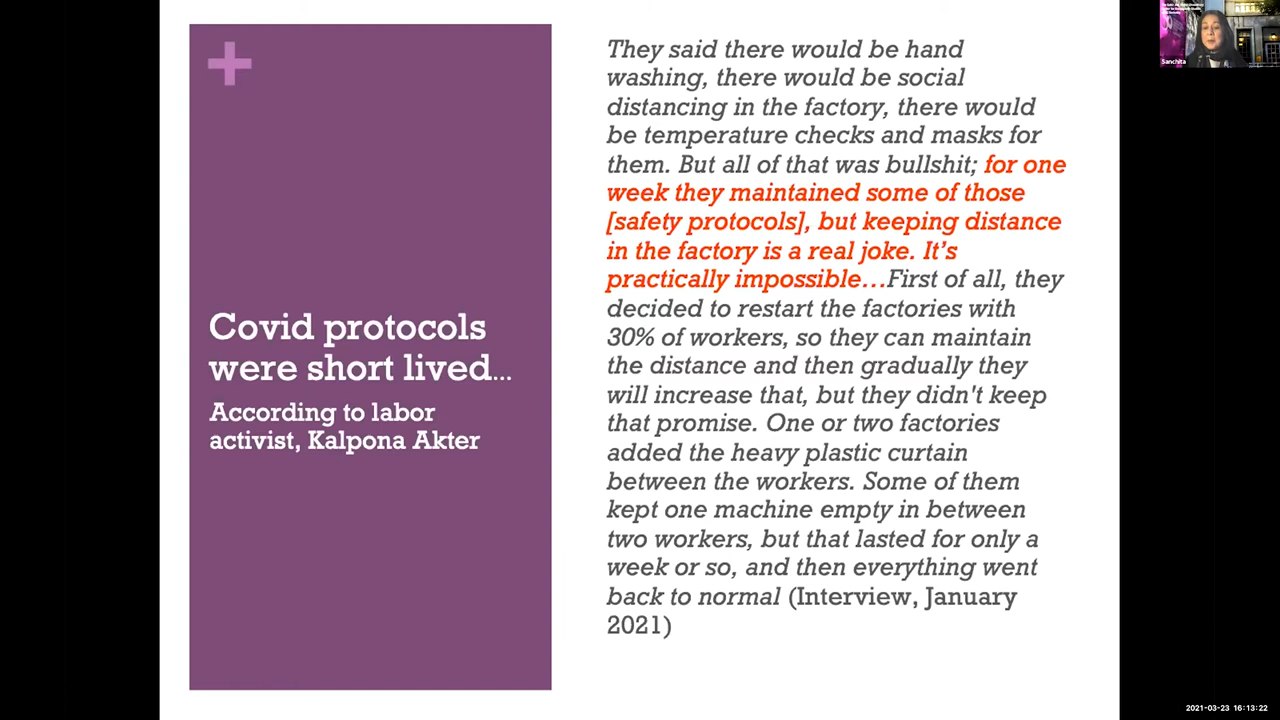 Covid protocols
were short lived...
According to labor
activist, Kalpona Akter
They said there would be hand
washing, there would be social
distancing in the factory, there would
be temperature checks and masks for
them. But all of that was bullshit; for one
week they maintained some of those
[safety protocols], but keeping distance
in the factory is a real joke. It's
practically impossible...First of all, they
decided to restart the factories with
30% of workers, so they can maintain
the distance and then gradually they
will increase that, but they didn't keep
that promise. One or two factories
added the heavy plastic curtain
between the workers. Some of them
kept one machine empty in between
two workers, but that lasted for only a
week or so, and then everything went
back to normal (Interview, January
2021)
Sanchita
2021-03-23 16:13:22